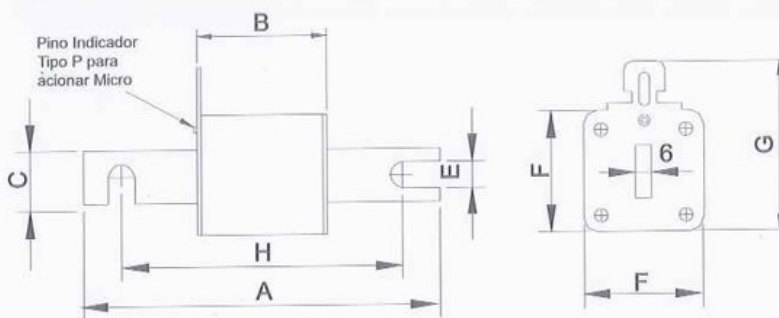 B
Pino Indicador
Tipo P para
acionar Micro
C
E
H
A
F
6
G
F